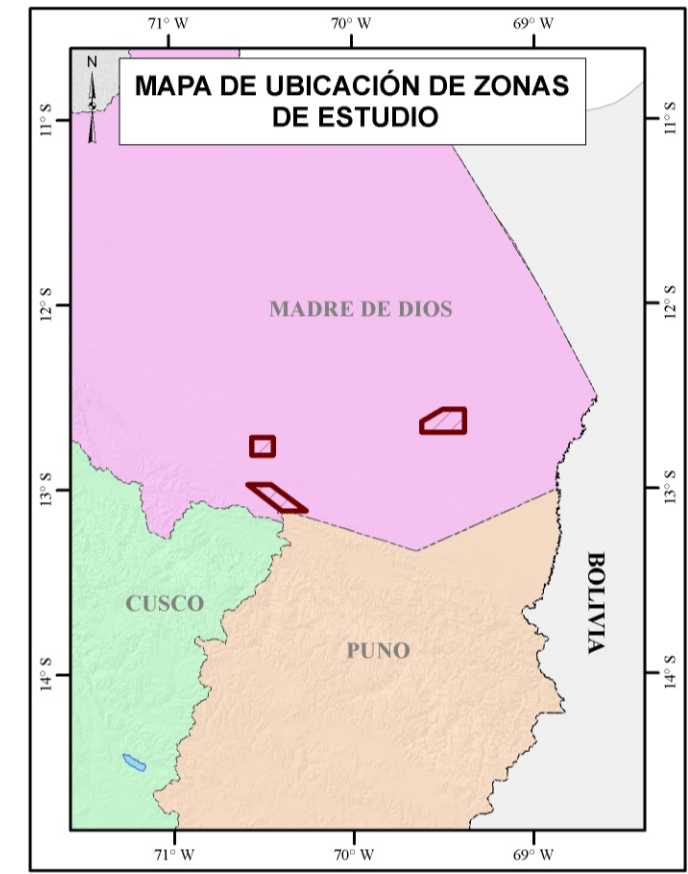 71° W 70° W 69° W
N
MAPA DE UBICACIÓN DE ZONAS
DE ESTUDIO
11° S 11° S
12° S 12° S
MADRE DE DIOS
13° S 13° S
CUSCO
BOLIVIA
PUNO
14° S 14° S
71° W 70° W 69° W